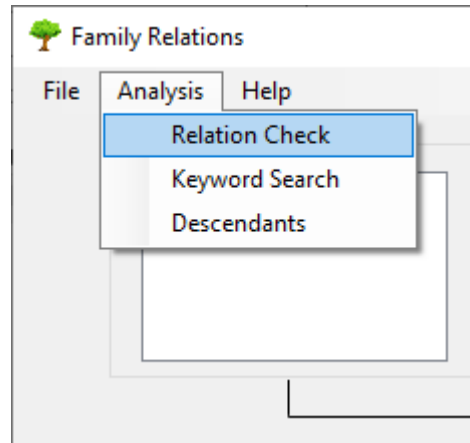 Family Relations
File Analysis Help
Relation Check
Keyword Search
Descendants